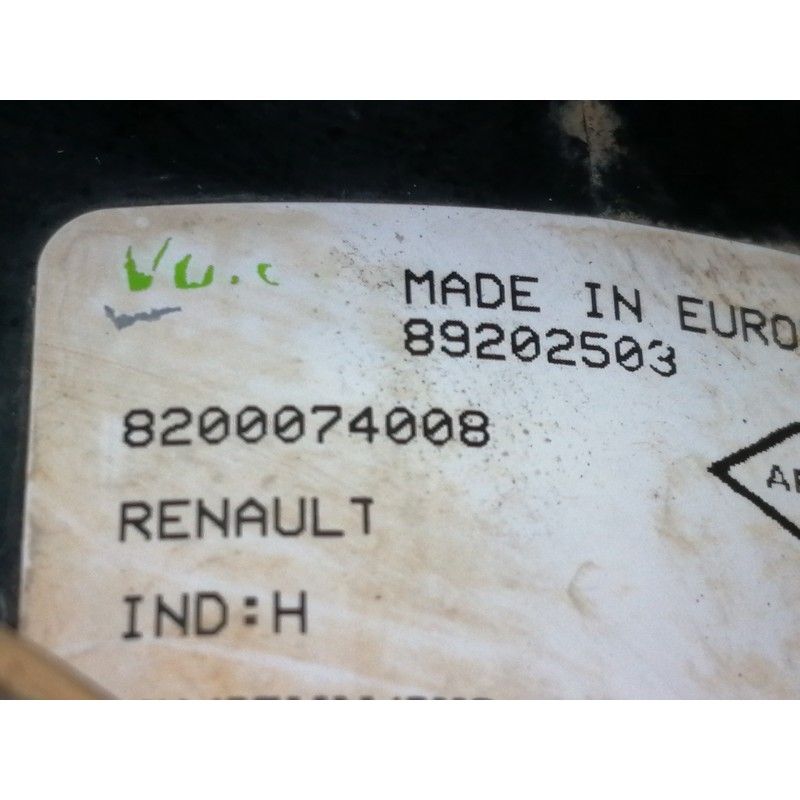 MADE IN EURO
89202503
8200074008
RENAULT
IND:H